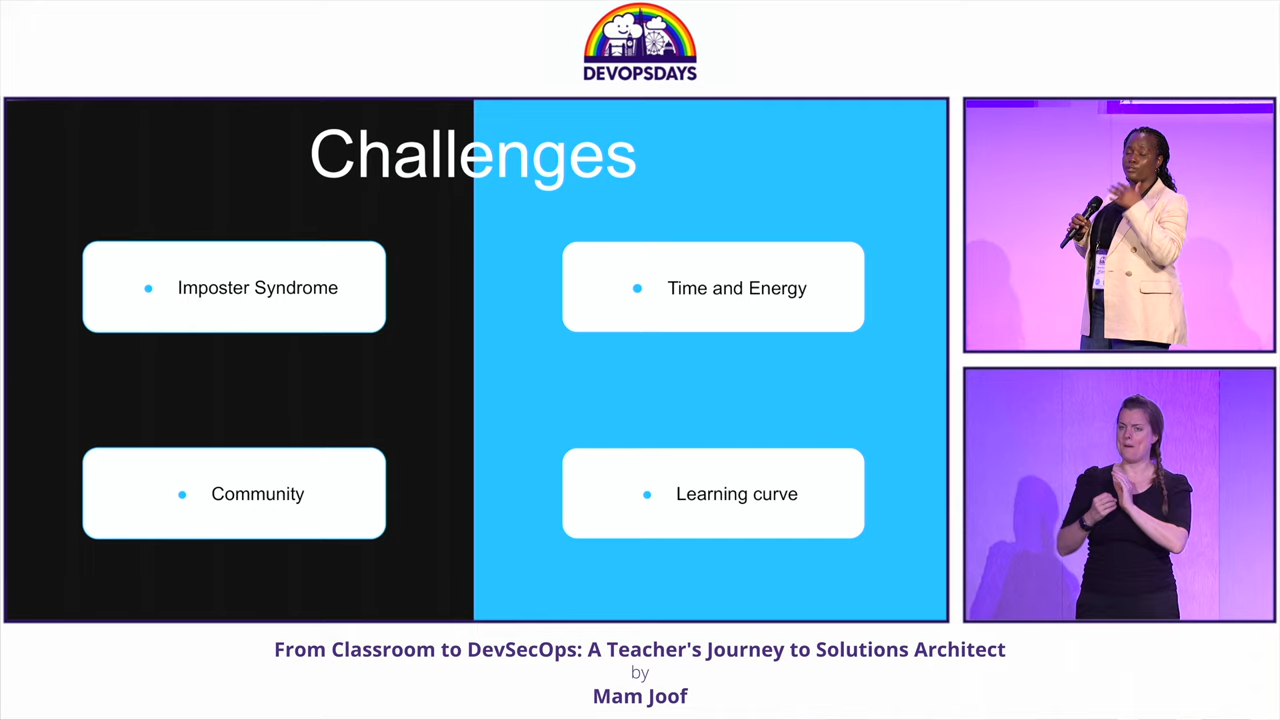 DEVOPSDAYS
Challenges
Imposter Syndrome
Time and Energy
Community
Learning curve
From Classroom to DevSecOps: A Teacher's Journey to Solutions Architect
by
Mam Joof